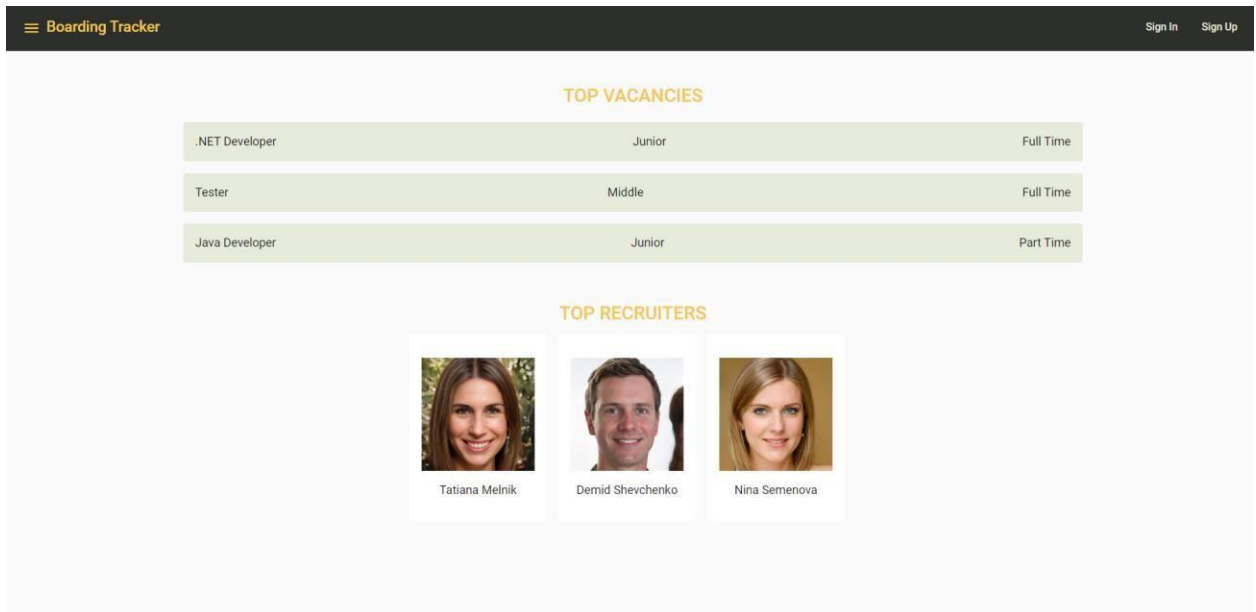 Boarding Tracker Sign In Sign Up
TOP VACANCIES
.NET Developer Junior Full Time
Tester Middle Full Time
Java Developer Junior Part Time
TOP RECRUITERS
Tatiana Melnik Demid Shevchenko Nina Semenova